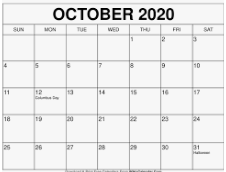 OCTOBER 2020
SUN MON TUE WED THU FRI SAT
1 2 3
4 5 6 7 8 9 10
11 12 13 14 15 16 17
Columbus Day
18 19 20 21 22 23 24
25 26 27 28 29 30 31
Halloween